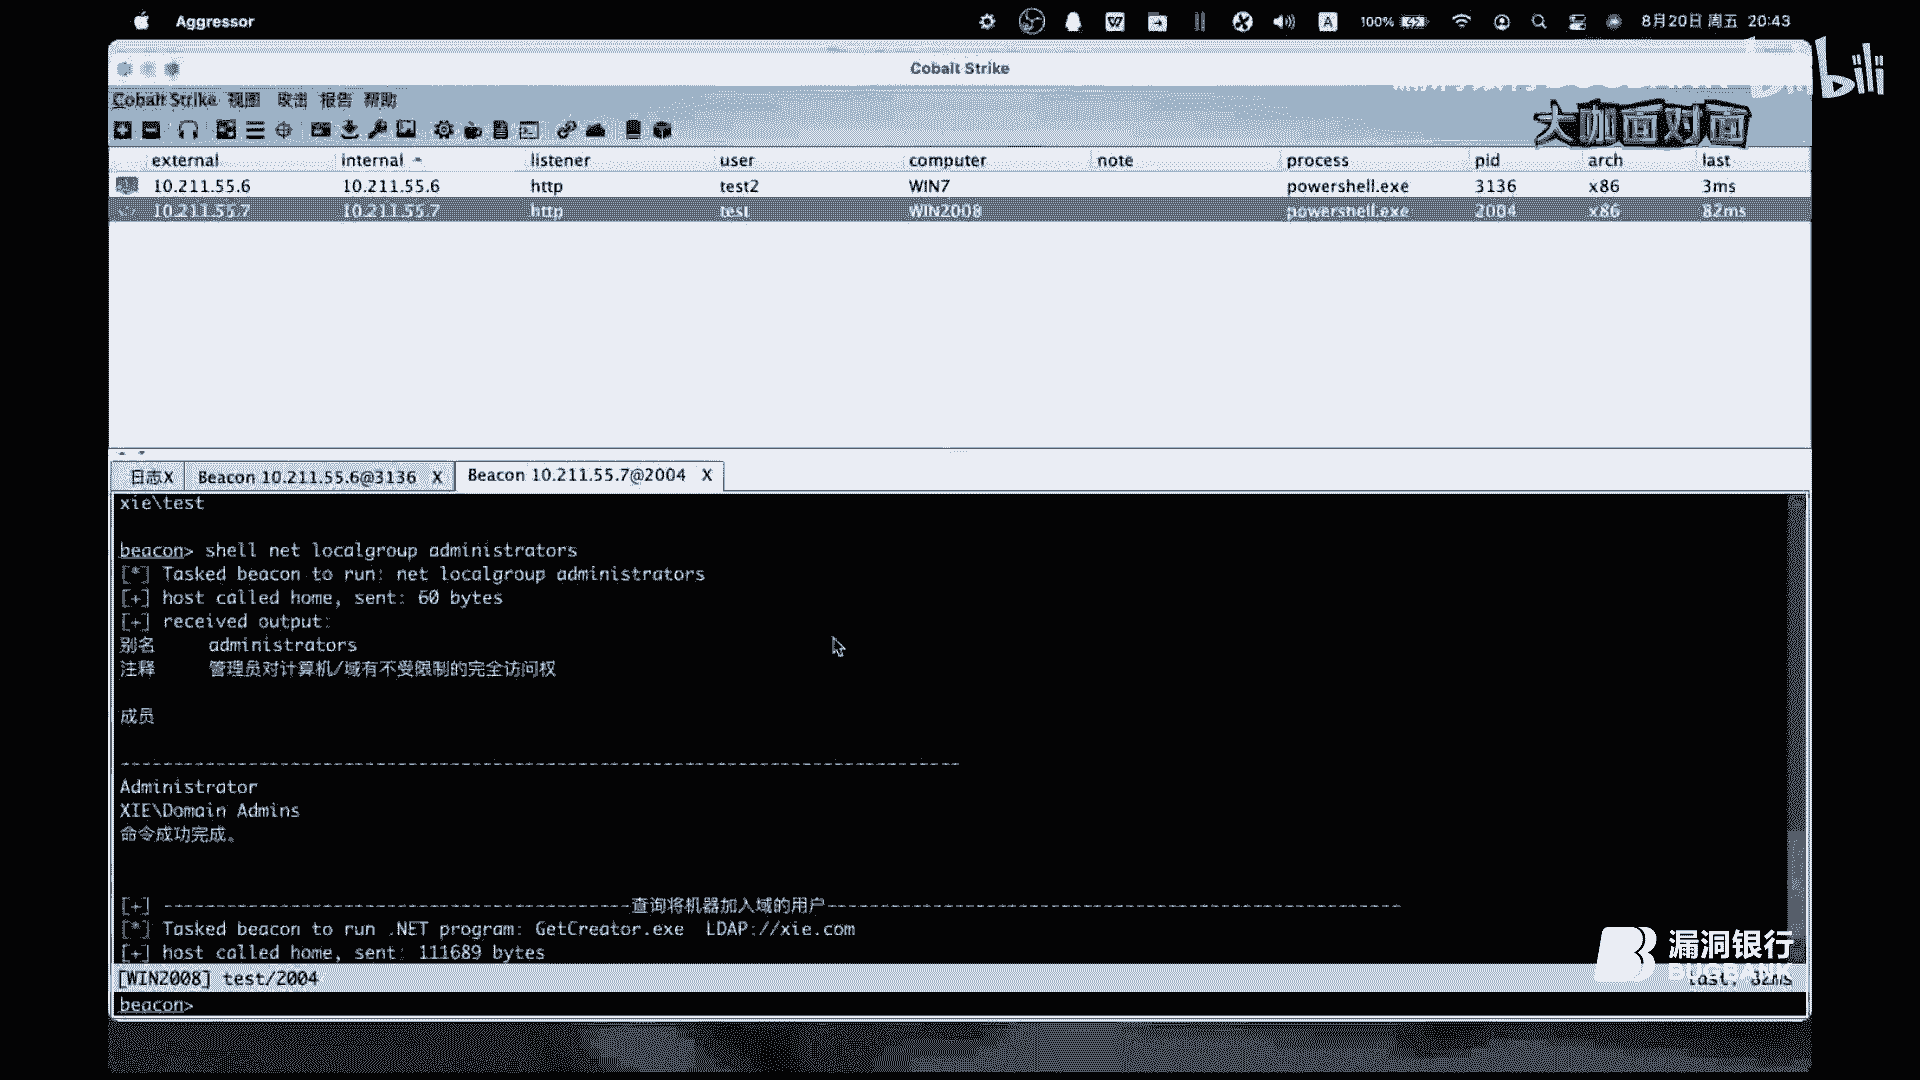 Aggressor
100%
8月20日 周五 20:43
Cobalt Strike
bili
Cobalt Strike 视图 攻击 报告 帮助
大咖面对面
external internal listener user computer note process pid arch last
10.211.55.6 10.211.55.6 http test2 WIN7 powershell.exe 3136 x86 3ms
10.211.55.7 10.211.55.7 http test WIN2008 powershell.exe 2004 x86 82ms
日志X Beacon 10.211.55.6@3136 X Beacon 10.211.55.7@2004 X
xie\test
beacon> shell net localgroup administrators
[*] Tasked beacon to run: net localgroup administrators
[+] host called home, sent: 60 bytes
[+] received output:
别名 administrators
注释 管理员对计算机/域有不受限制的完全访问权
成员
-------------------------------------------------------------------------------
Administrator
XIE\Domain Admins
命令成功完成。
[+] --------------------------------------------查询将机器加入域的用户------------------------------------------------------
[*] Tasked beacon to run .NET program: GetCreator.exe LDAP://xie.com
[+] host called home, sent: 111689 bytes
漏洞银行
BUGBANK
[WIN2008] test/2004 last: 82ms
beacon>